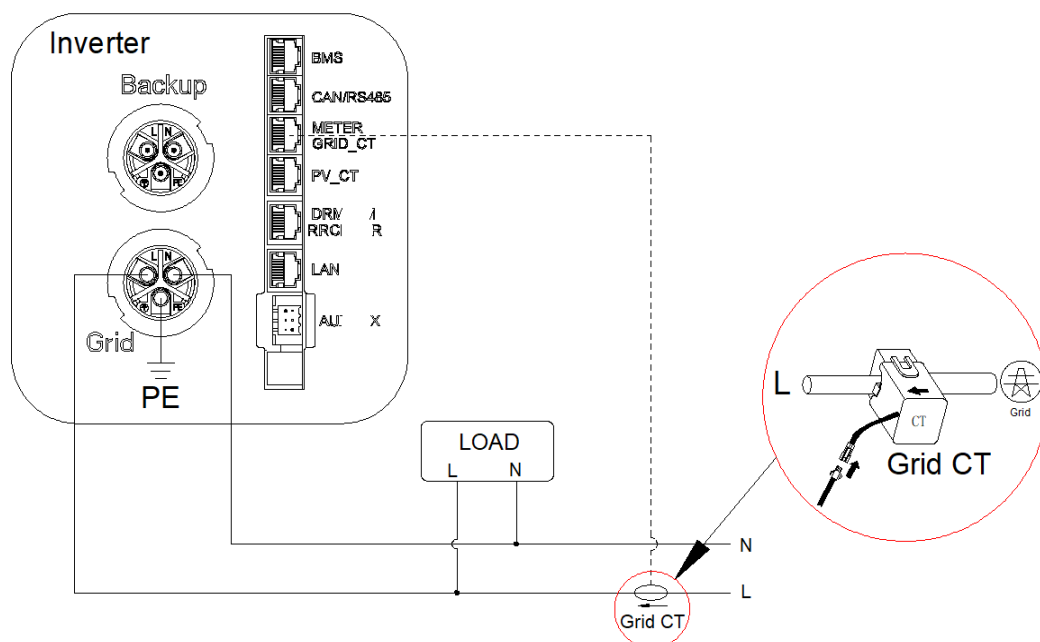 Inverter
Backup
L N
PE
BMS
CAN/RS485
METER
GRID_CT
PV_CT
RRC R
LAN
L N
PE
Grid
PE
LOAD
L N
N
L
Grid CT
L
CT
Grid
Grid CT